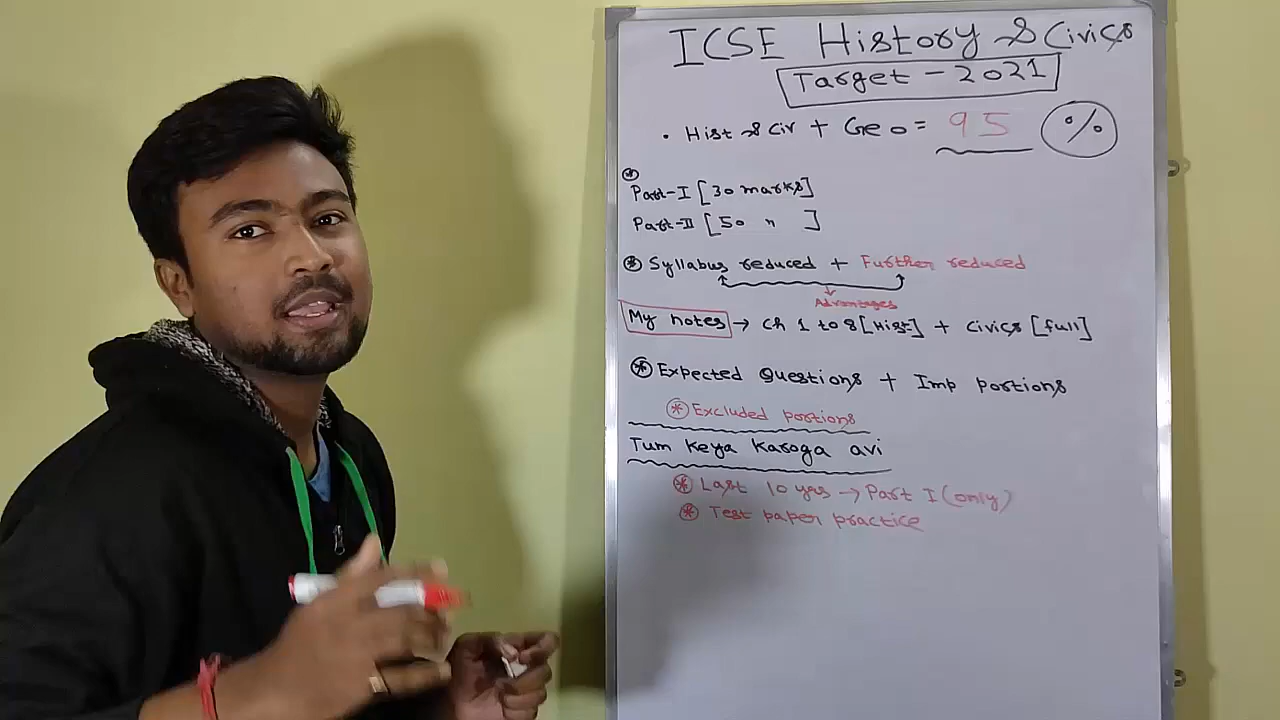 ICSE History & Civics
Target - 2021
• Hist & Civ + Geo = 95 %
* Part-I [30 marks]
Part-II [50 " ]
* Syllabus reduced + Further reduced
Advantages
My notes → ch 1 to 8 [Hist] + civics [full]
* Expected Questions + Imp portions
* Excluded portions
Tum keya karoga avi
* Last 10 yrs → Part I (only)
* Test paper practice